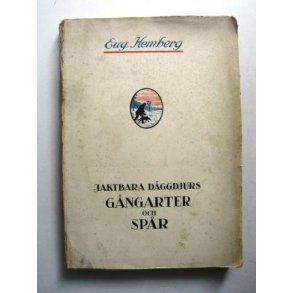 Eug. Hemberg
JAKTBARA DÄGGDJURS
GÅNGARTER
OCH
SPÅR